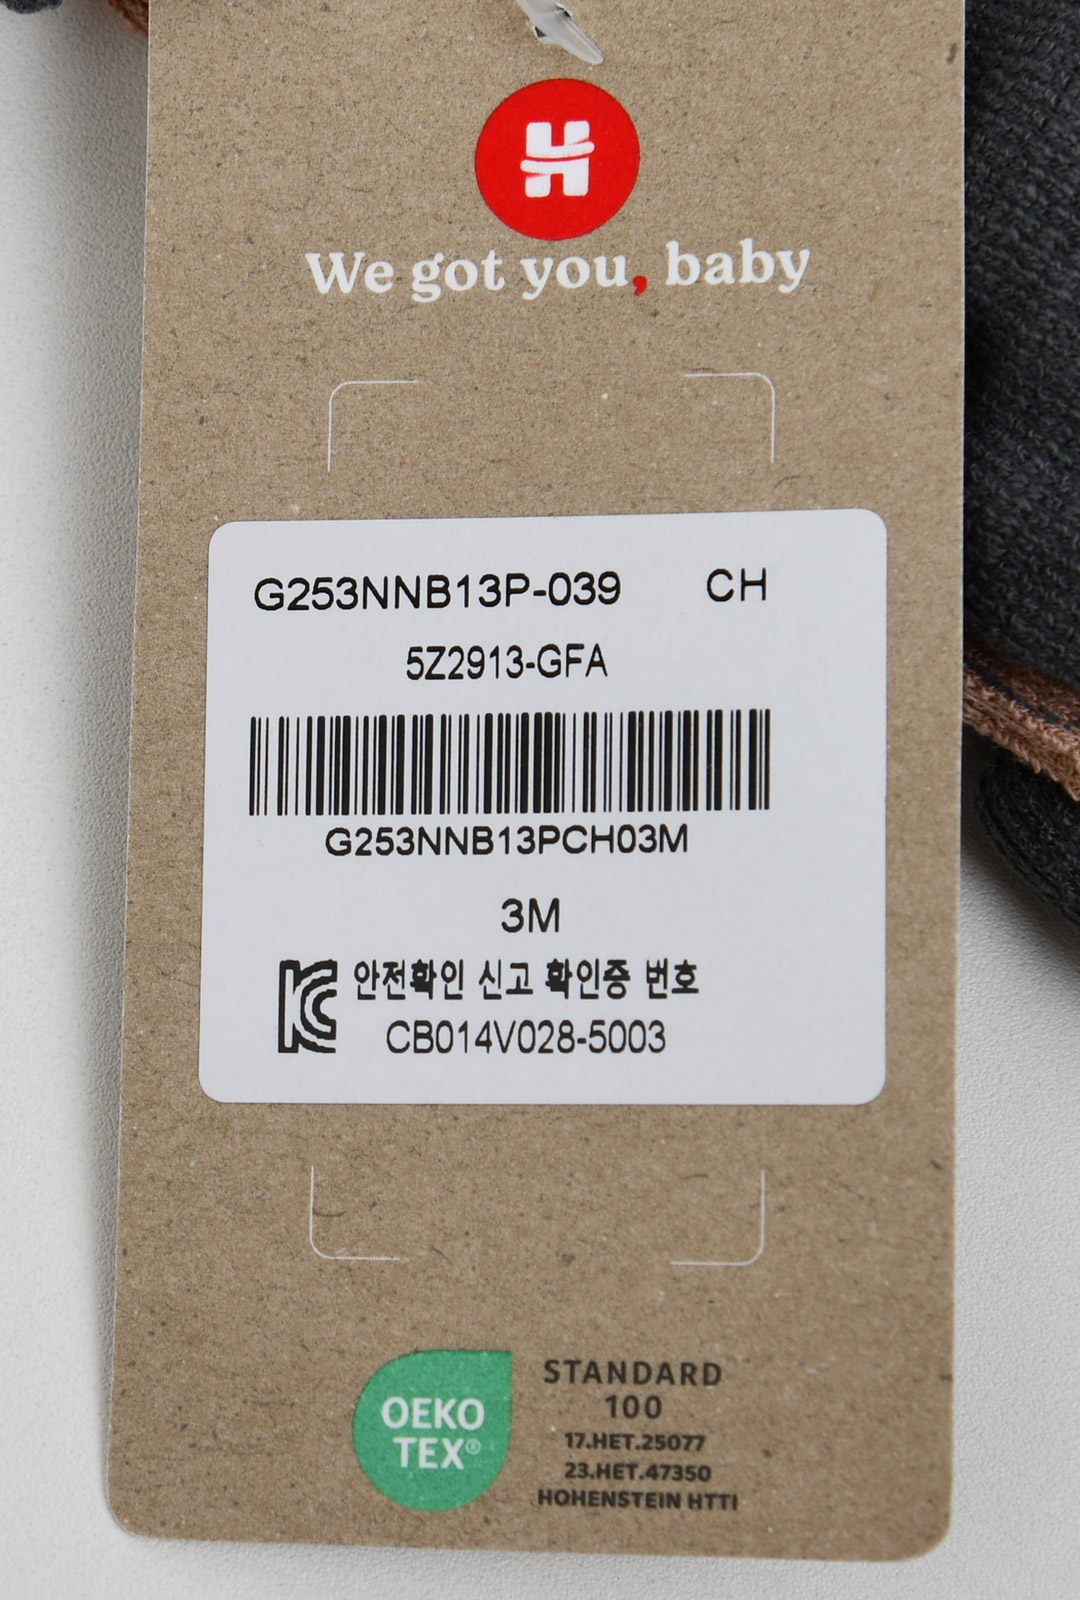 H
We got you, baby
G253NNB13P-039 CH
5Z2913-GFA
G253NNB13PCH03M
3M
KC 안전확인 신고 확인증 번호
CB014V028-5003
OEKO
TEX®
STANDARD
100
17.HET.25077
23.HET.47350
HOHENSTEIN HTTI